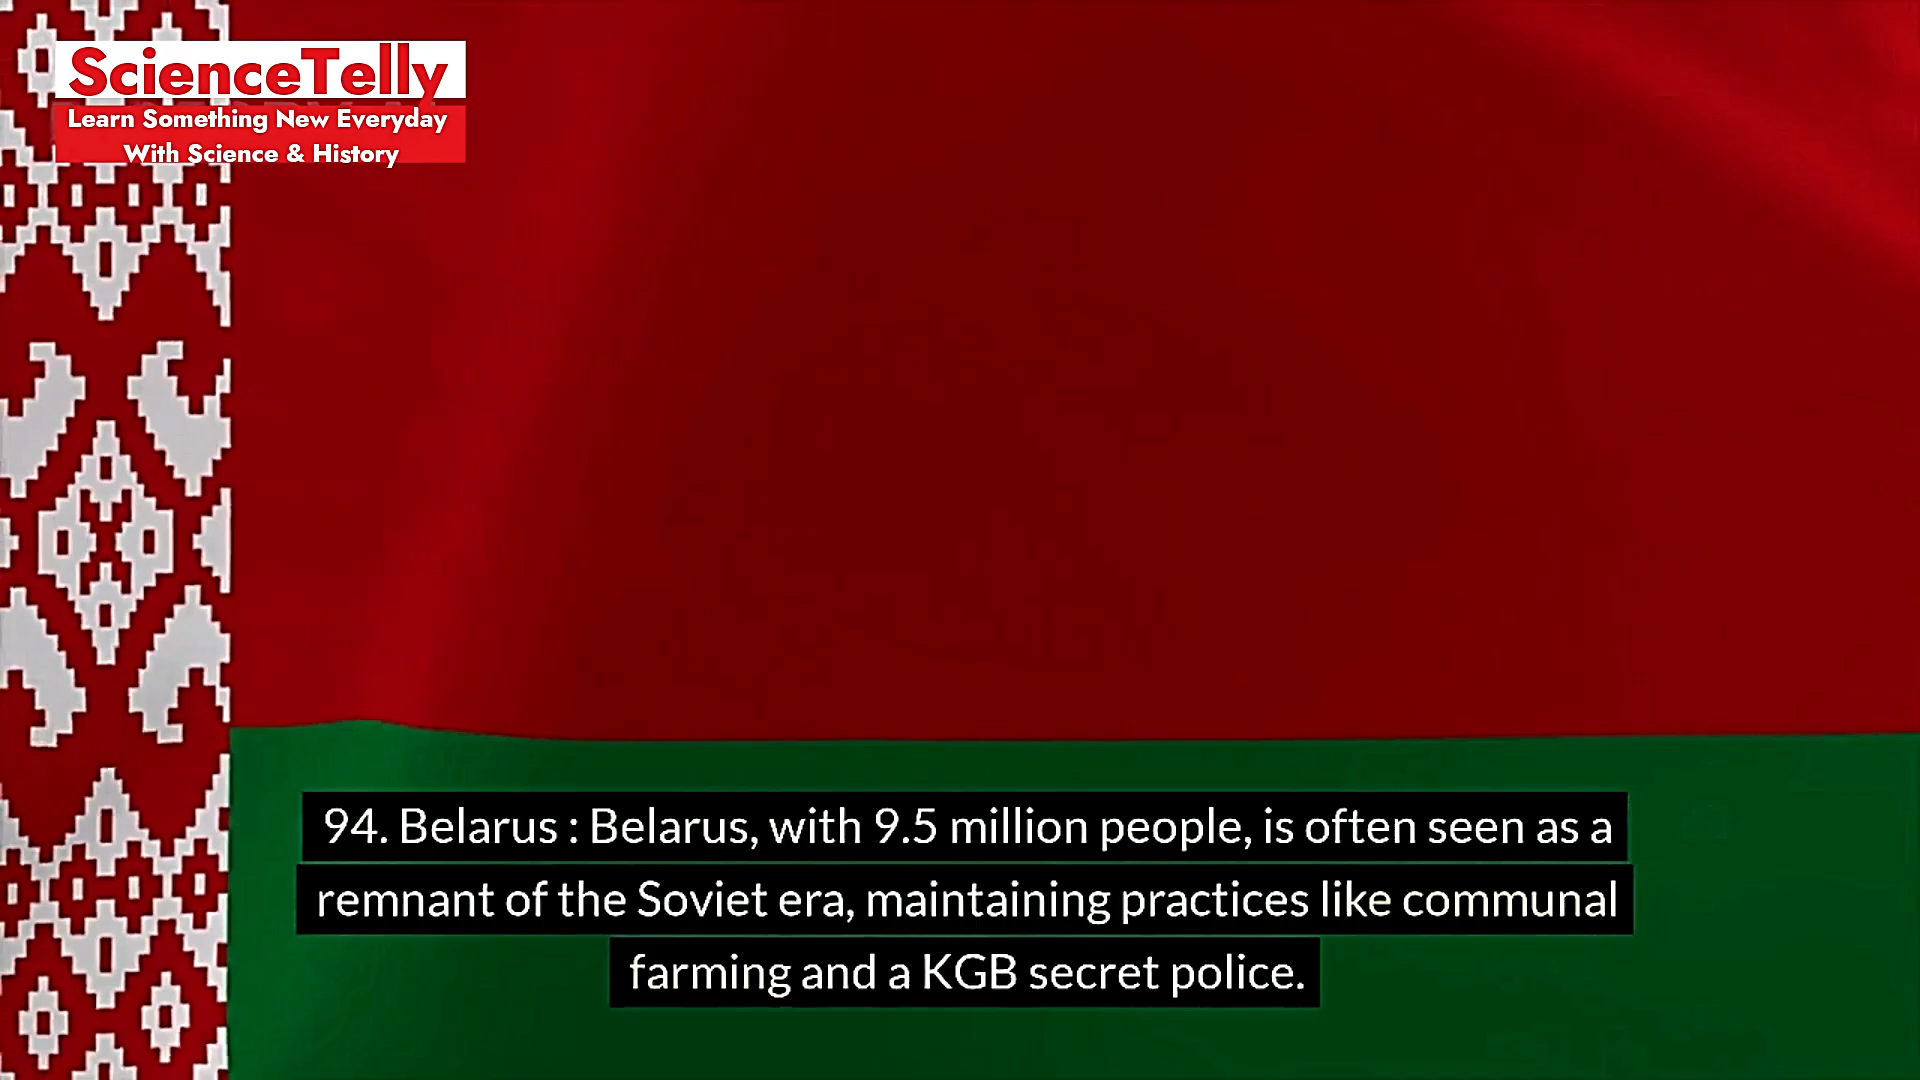 ScienceTelly
Learn Something New Everyday
With Science & History
94. Belarus : Belarus, with 9.5 million people, is often seen as a
remnant of the Soviet era, maintaining practices like communal
farming and a KGB secret police.